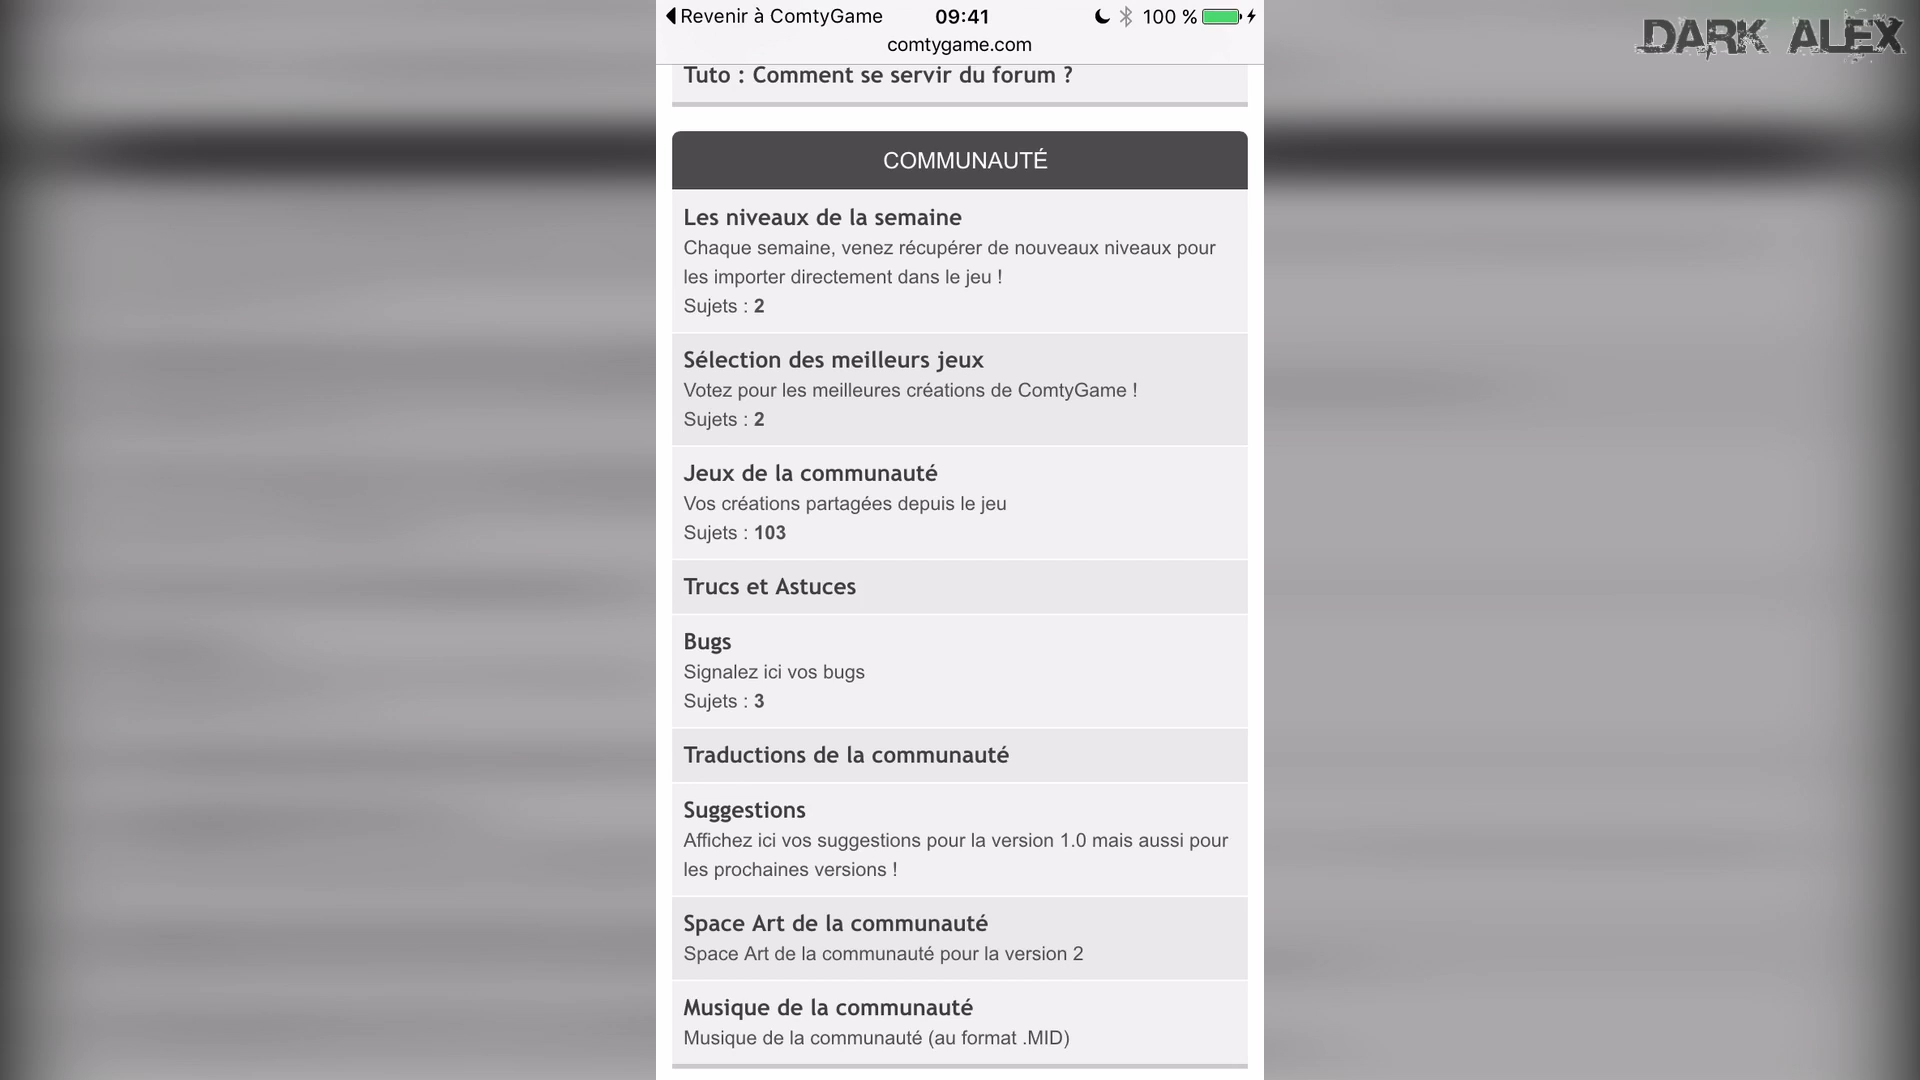 Revenir à ComtyGame 09:41 100 %
comtygame.com
DARK ALEX
Tuto : Comment se servir du forum ?
COMMUNAUTÉ
Les niveaux de la semaine
Chaque semaine, venez récupérer de nouveaux niveaux pour
les importer directement dans le jeu !
Sujets : 2
Sélection des meilleurs jeux
Votez pour les meilleures créations de ComtyGame !
Sujets : 2
Jeux de la communauté
Vos créations partagées depuis le jeu
Sujets : 103
Trucs et Astuces
Bugs
Signalez ici vos bugs
Sujets : 3
Traductions de la communauté
Suggestions
Affichez ici vos suggestions pour la version 1.0 mais aussi pour
les prochaines versions !
Space Art de la communauté
Space Art de la communauté pour la version 2
Musique de la communauté
Musique de la communauté (au format .MID)